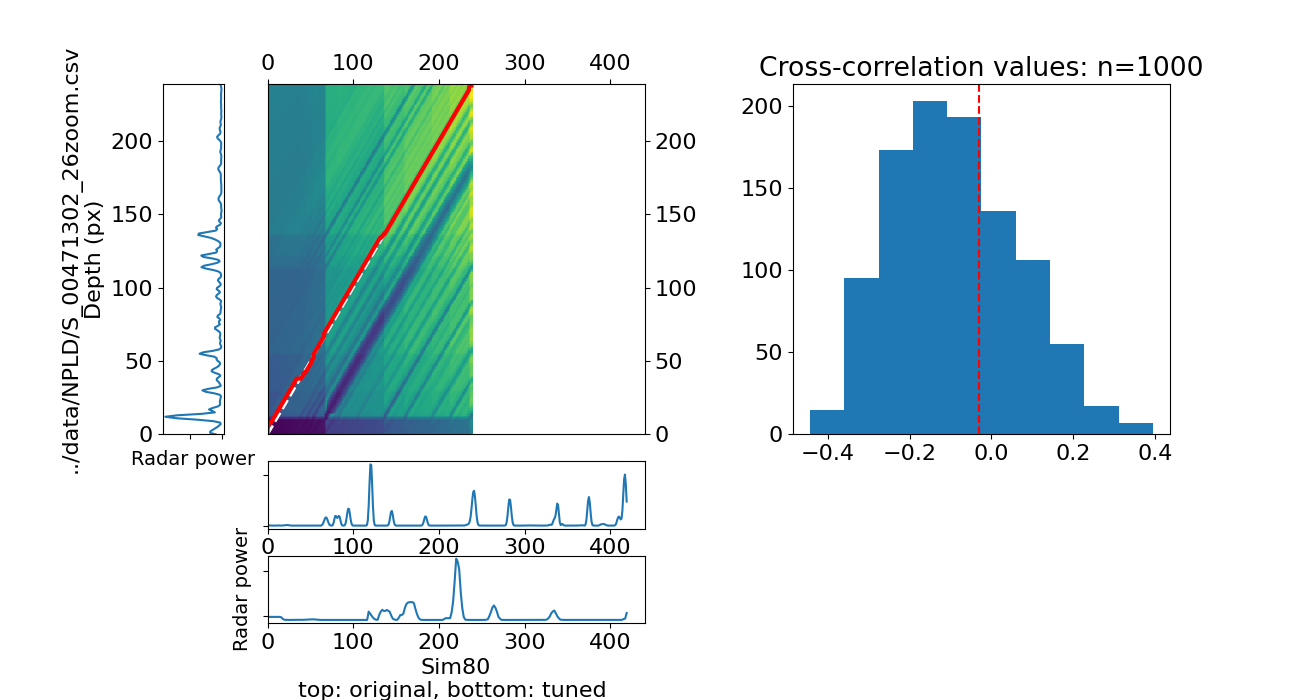 0 100 200 300 400
Cross-correlation values: n=1000
../data/NPLD/S_00471302_26zoom.csv
Depth (px)
200
150
100
50
0
200
150
100
50
0
200
150
100
50
0
−0.4 −0.2 0.0 0.2 0.4
Radar power
0 100 200 300 400
Radar power
0 100 200 300 400
Sim80
top: original, bottom: tuned